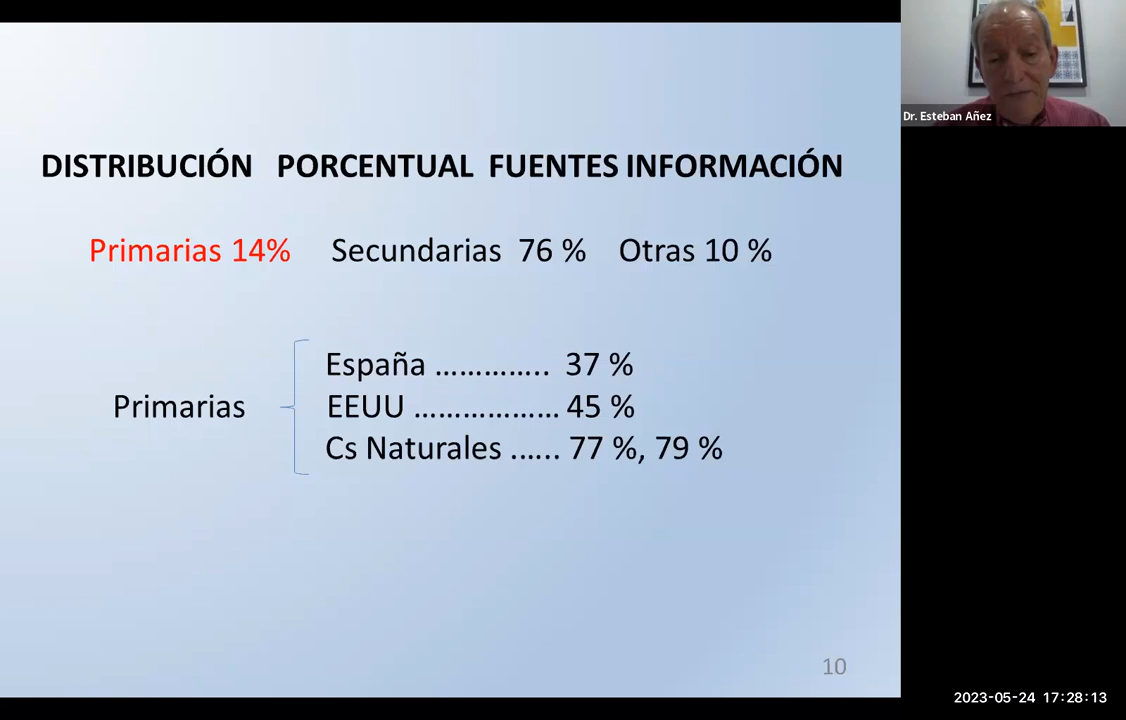 Dr. Esteban Añez
DISTRIBUCIÓN PORCENTUAL FUENTES INFORMACIÓN
Primarias 14% Secundarias 76 % Otras 10 %
España ………….. 37 %
Primarias EEUU ……………… 45 %
Cs Naturales …... 77 %, 79 %
10
2023-05-24 17:28:13